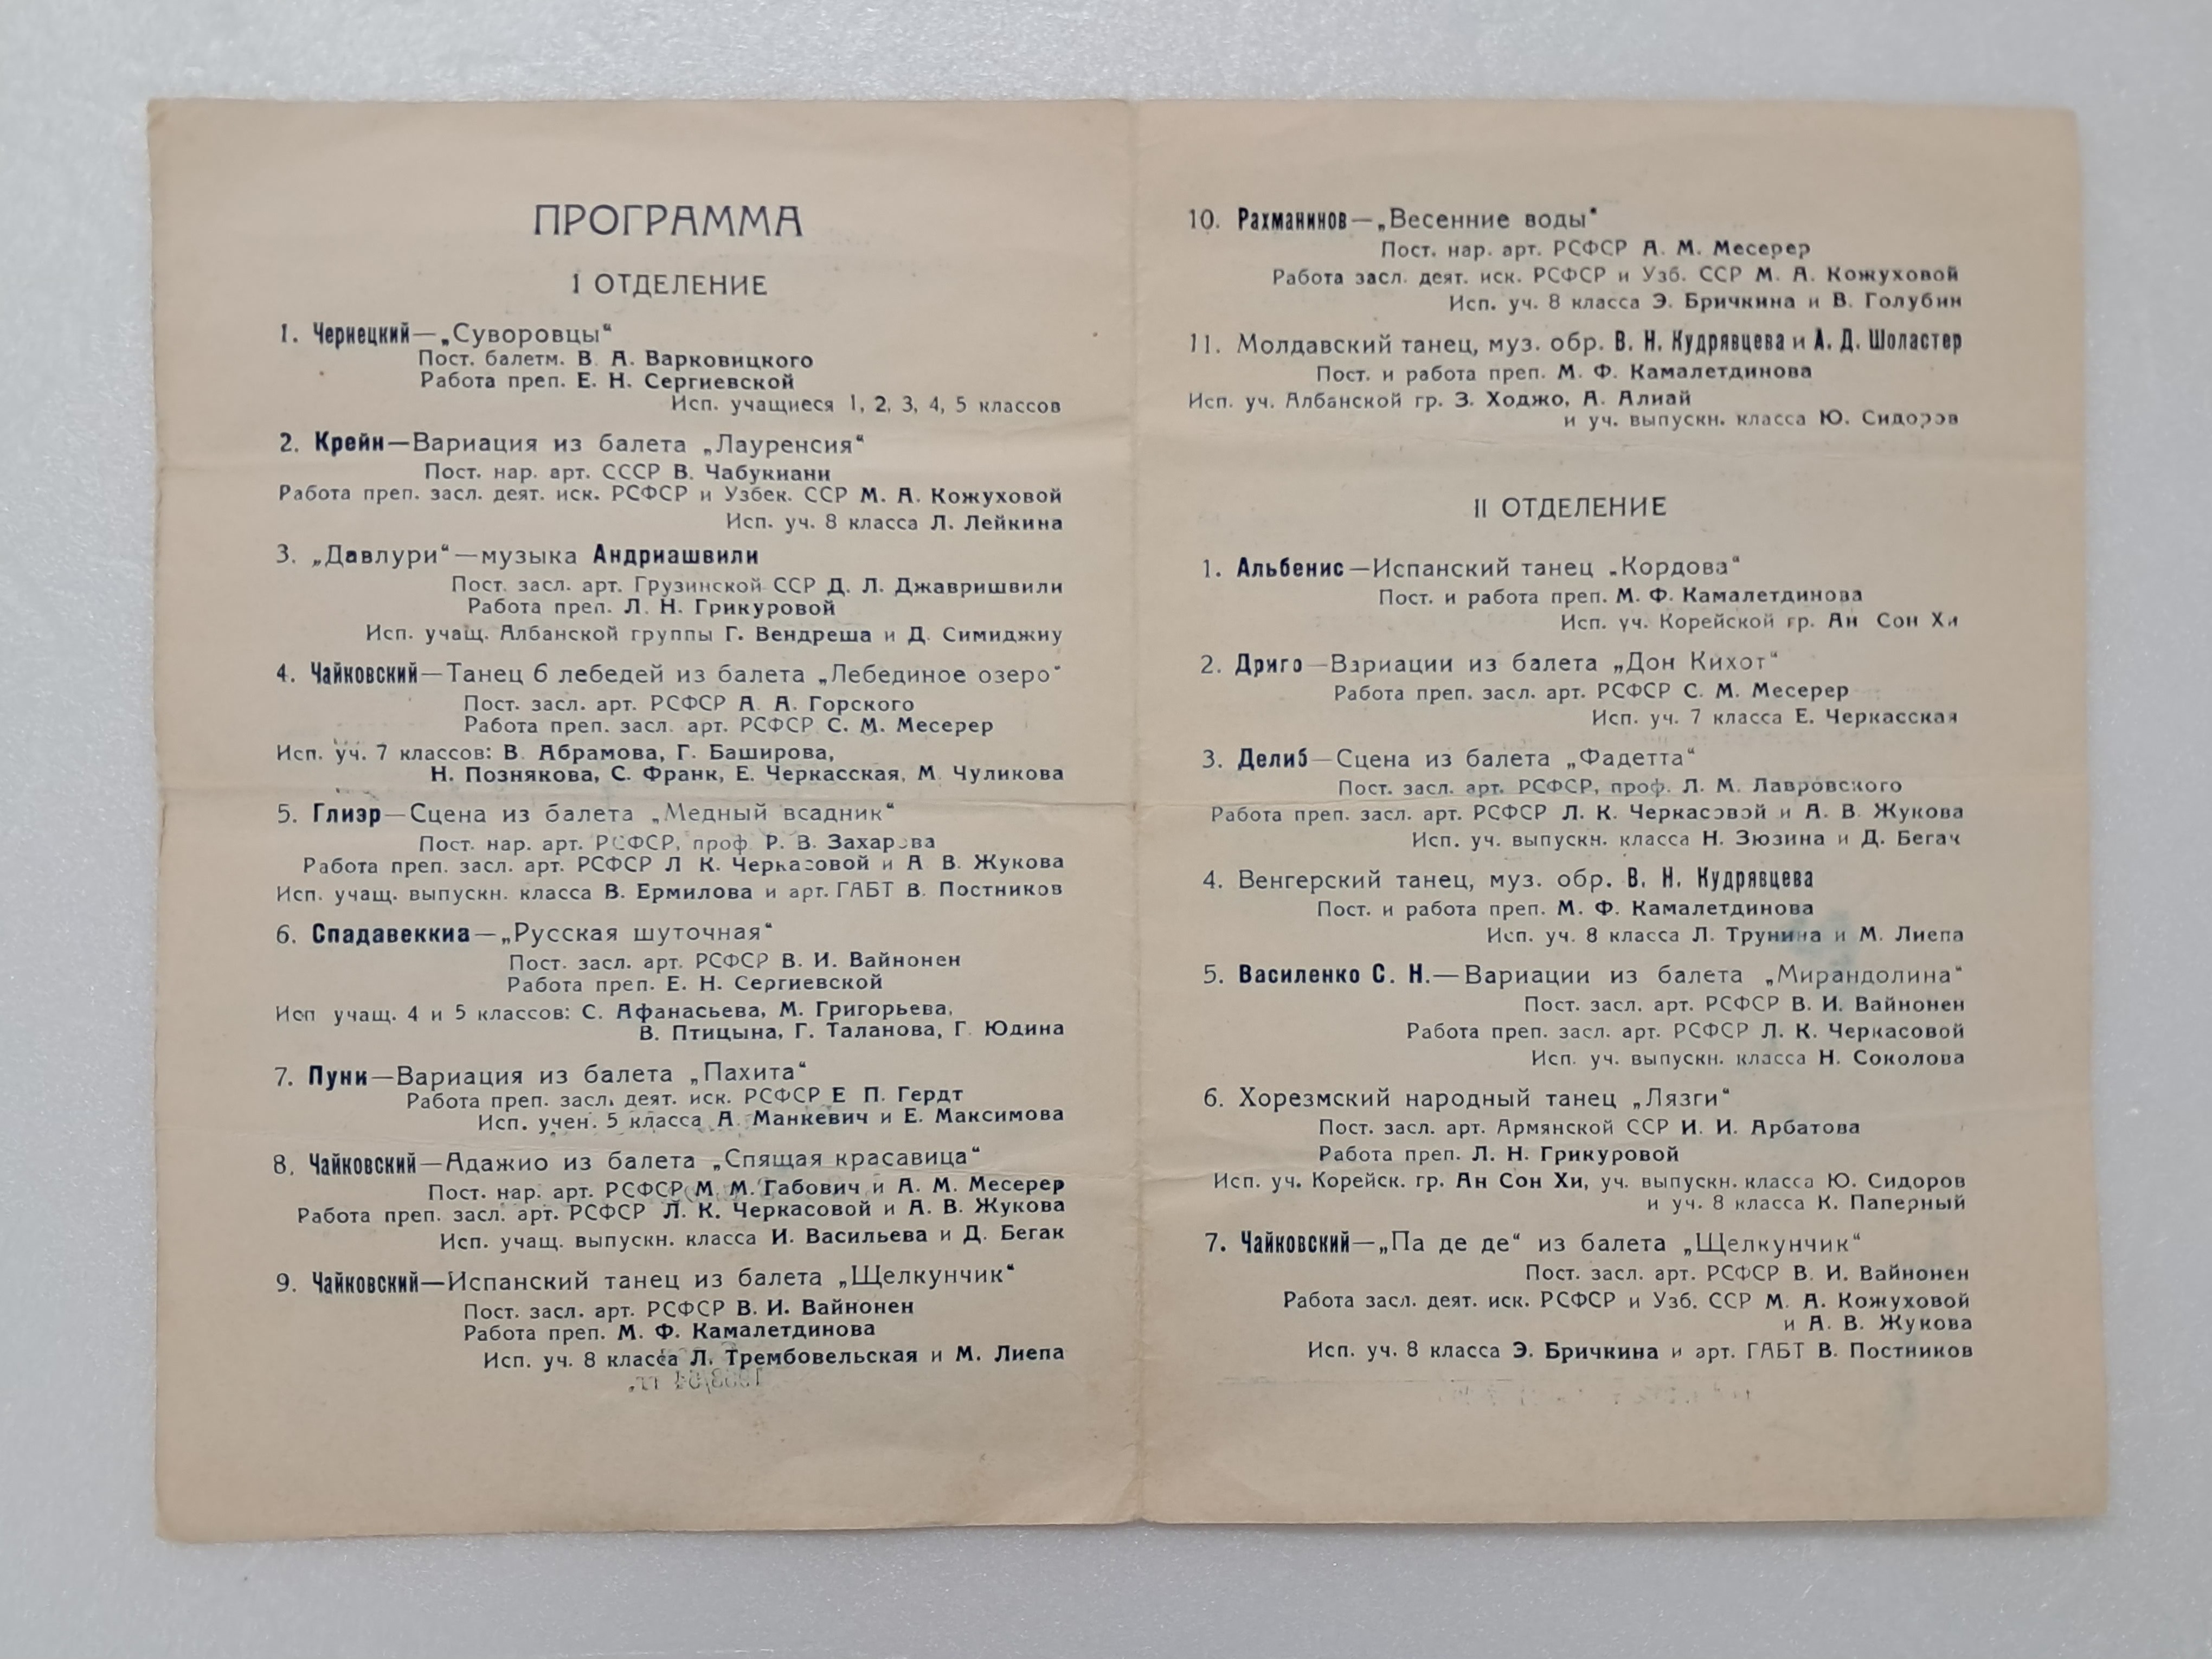 ПРОГРАММА
I ОТДЕЛЕНИЕ
1. Чернецкий—„Суворовцы“
Пост. балетм. В. А. Варковицкого
Работа преп. Е. Н. Сергиевской
Исп. учащиеся 1, 2, 3, 4, 5 классов
2. Крейн—Вариация из балета „Лауренсия“
Пост. нар. арт. СССР В. Чабукиани
Работа преп. засл. деят. иск. РСФСР и Узбек. ССР М. А. Кожуховой
Исп. уч. 8 класса Л. Лейкина
3. „Давлури“—музыка Андриашвили
Пост. засл. арт. Грузинской ССР Д. Л. Джавришвили
Работа преп. Л. Н. Грикуровой
Исп. учащ. Албанской группы Г. Вендреша и Д. Симиджиу
4. Чайковский—Танец 6 лебедей из балета „Лебединое озеро“
Пост. засл. арт. РСФСР А. А. Горского
Работа преп. засл. арт. РСФСР С. М. Месерер
Исп. уч. 7 классов: В. Абрамова, Г. Баширова,
Н. Познякова, С. Франк, Е. Черкасская, М. Чуликова
5. Глиэр—Сцена из балета „Медный всадник“
Пост. нар. арт. РСФСР, проф. Р. В. Захарова
Работа преп. засл. арт. РСФСР Л К. Черкасовой и А. В. Жукова
Исп. учащ. выпускн. класса В. Ермилова и арт. ГАБТ В. Постников
6. Спадавеккиа—„Русская шуточная“
Пост. засл. арт. РСФСР В. И. Вайнонен
Работа преп. Е. Н. Сергиевской
Исп учащ. 4 и 5 классов: С. Афанасьева, М. Григорьева,
В. Птицына, Г. Таланова, Г. Юдина
7. Пуни—Вариация из балета „Пахита“
Работа преп. засл. деят. иск. РСФСР Е П. Гердт
Исп. учен. 5 класса А. Манкевич и Е. Максимова
8. Чайковский—Адажио из балета „Спящая красавица“
Пост. нар. арт. РСФСР М. М. Габович и А. М. Месерер
Работа преп. засл. арт. РСФСР Л. К. Черкасовой и А. В. Жукова
Исп. учащ. выпускн. класса И. Васильева и Д. Бегак
9. Чайковский—Испанский танец из балета „Щелкунчик“
Пост. засл. арт. РСФСР В. И. Вайнонен
Работа преп. М. Ф. Камалетдинова
Исп. уч. 8 класса Л. Трембовельская и М. Лиепа
10. Рахманинов—„Весенние воды“
Пост. нар. арт. РСФСР А. М. Месерер
Работа засл. деят. иск. РСФСР и Узб. ССР М. А. Кожуховой
Исп. уч. 8 класса Э. Бричкина и В. Голубин
11. Молдавский танец, муз. обр. В. Н. Кудрявцева и А. Д. Шоластер
Пост. и работа преп. М. Ф. Камалетдинова
Исп. уч. Албанской гр. З. Ходжо, А. Алиай
и уч. выпускн. класса Ю. Сидоров
II ОТДЕЛЕНИЕ
1. Альбенис—Испанский танец „Кордова“
Пост. и работа преп. М. Ф. Камалетдинова
Исп. уч. Корейской гр. Ан Сон Хи
2. Дриго—Вариации из балета „Дон Кихот“
Работа преп. засл. арт. РСФСР С. М. Месерер
Исп. уч. 7 класса Е. Черкасская
3. Делиб—Сцена из балета „Фадетта“
Пост. засл. арт. РСФСР, проф. Л. М. Лавровского
Работа преп. засл. арт. РСФСР Л. К. Черкасовой и А. В. Жукова
Исп. уч. выпускн. класса Н. Зюзина и Д. Бегак
4. Венгерский танец, муз. обр. В. Н. Кудрявцева
Пост. и работа преп. М. Ф. Камалетдинова
Исп. уч. 8 класса Л. Трунина и М. Лиепа
5. Василенко С. Н.—Вариации из балета „Мирандолина“
Пост. засл. арт. РСФСР В. И. Вайнонен
Работа преп. засл. арт. РСФСР Л. К. Черкасовой
Исп. уч. выпускн. класса Н. Соколова
6. Хорезмский народный танец „Лязги“
Пост. засл. арт. Армянской ССР И. И. Арбатова
Работа преп. Л. Н. Грикуровой
Исп. уч. Корейск. гр. Ан Сон Хи, уч. выпускн. класса Ю. Сидоров
и уч. 8 класса К. Паперный
7. Чайковский—„Па де де“ из балета „Щелкунчик“
Пост. засл. арт. РСФСР В. И. Вайнонен
Работа засл. деят. иск. РСФСР и Узб. ССР М. А. Кожуховой
и А. В. Жукова
Исп. уч. 8 класса Э. Бричкина и арт. ГАБТ В. Постников